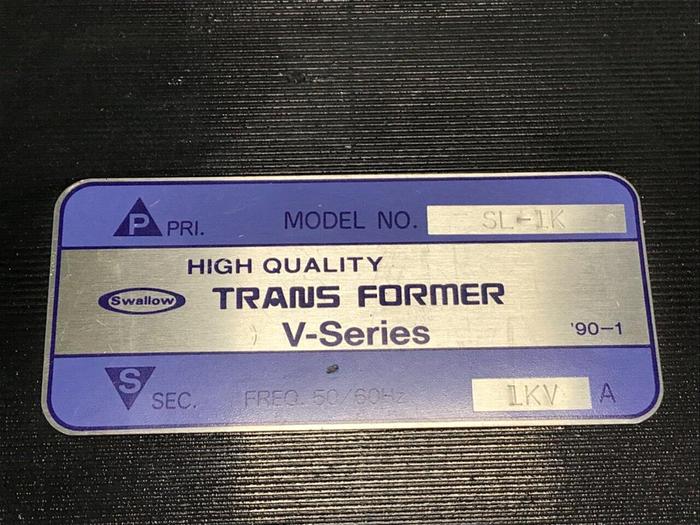 P PRI. MODEL NO. SL-1K
HIGH QUALITY
Swallow TRANS FORMER
V-Series '90-1
S SEC. FREQ. 50/60Hz 1KV A